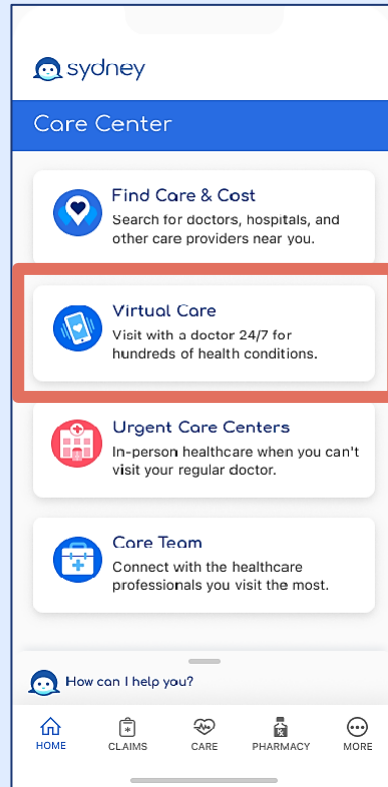 sydney
Care Center
Find Care & Cost
Search for doctors, hospitals, and
other care providers near you.
Virtual Care
Visit with a doctor 24/7 for
hundreds of health conditions.
Urgent Care Centers
In-person healthcare when you can't
visit your regular doctor.
Care Team
Connect with the healthcare
professionals you visit the most.
How can I help you?
HOME CLAIMS CARE PHARMACY MORE